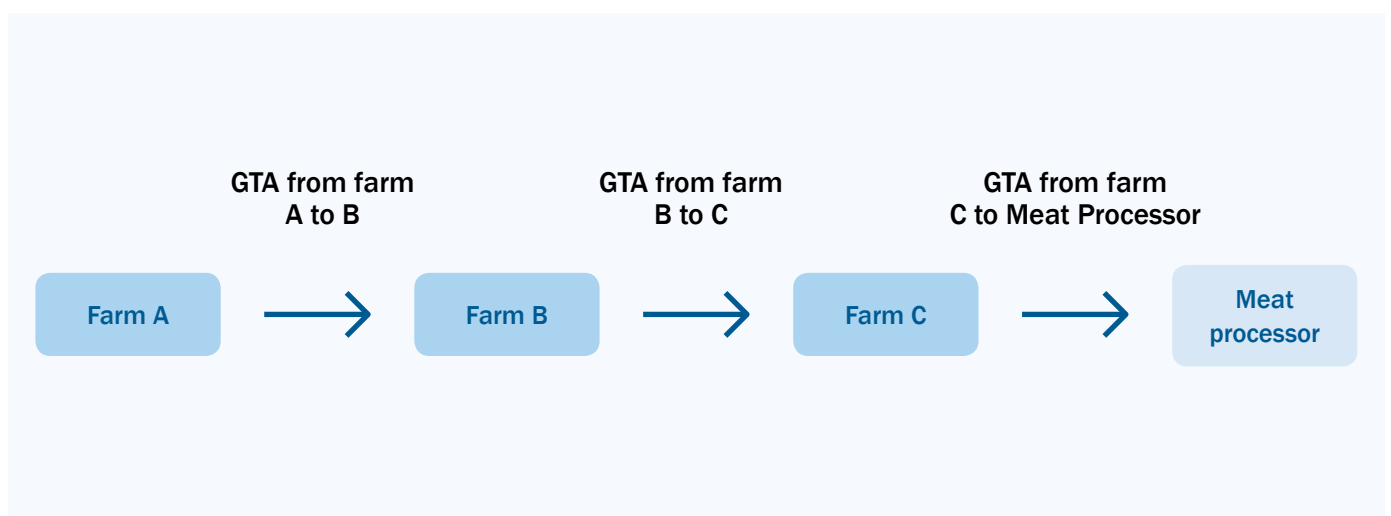 GTA from farm
A to B
GTA from farm
B to C
GTA from farm
C to Meat Processor
Farm A
Farm B
Farm C
Meat
processor